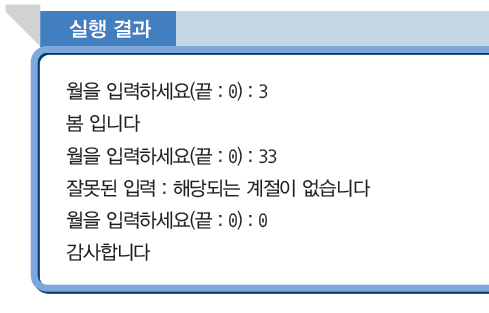 실행 결과
월을 입력하세요(끝 : 0) : 3
봄 입니다
월을 입력하세요(끝 : 0) : 33
잘못된 입력 : 해당되는 계절이 없습니다
월을 입력하세요(끝 : 0) : 0
감사합니다